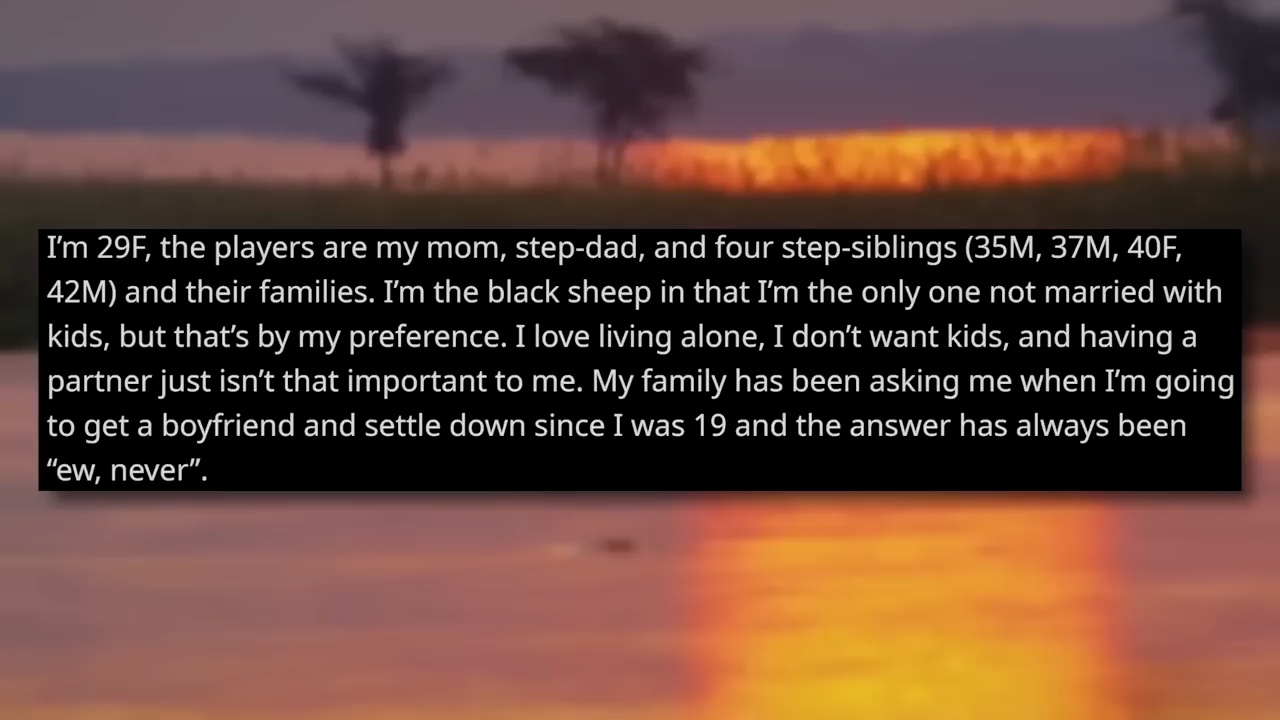 I’m 29F, the players are my mom, step-dad, and four step-siblings (35M, 37M, 40F,
42M) and their families. I’m the black sheep in that I’m the only one not married with
kids, but that’s by my preference. I love living alone, I don’t want kids, and having a
partner just isn’t that important to me. My family has been asking me when I’m going
to get a boyfriend and settle down since I was 19 and the answer has always been
“ew, never”.